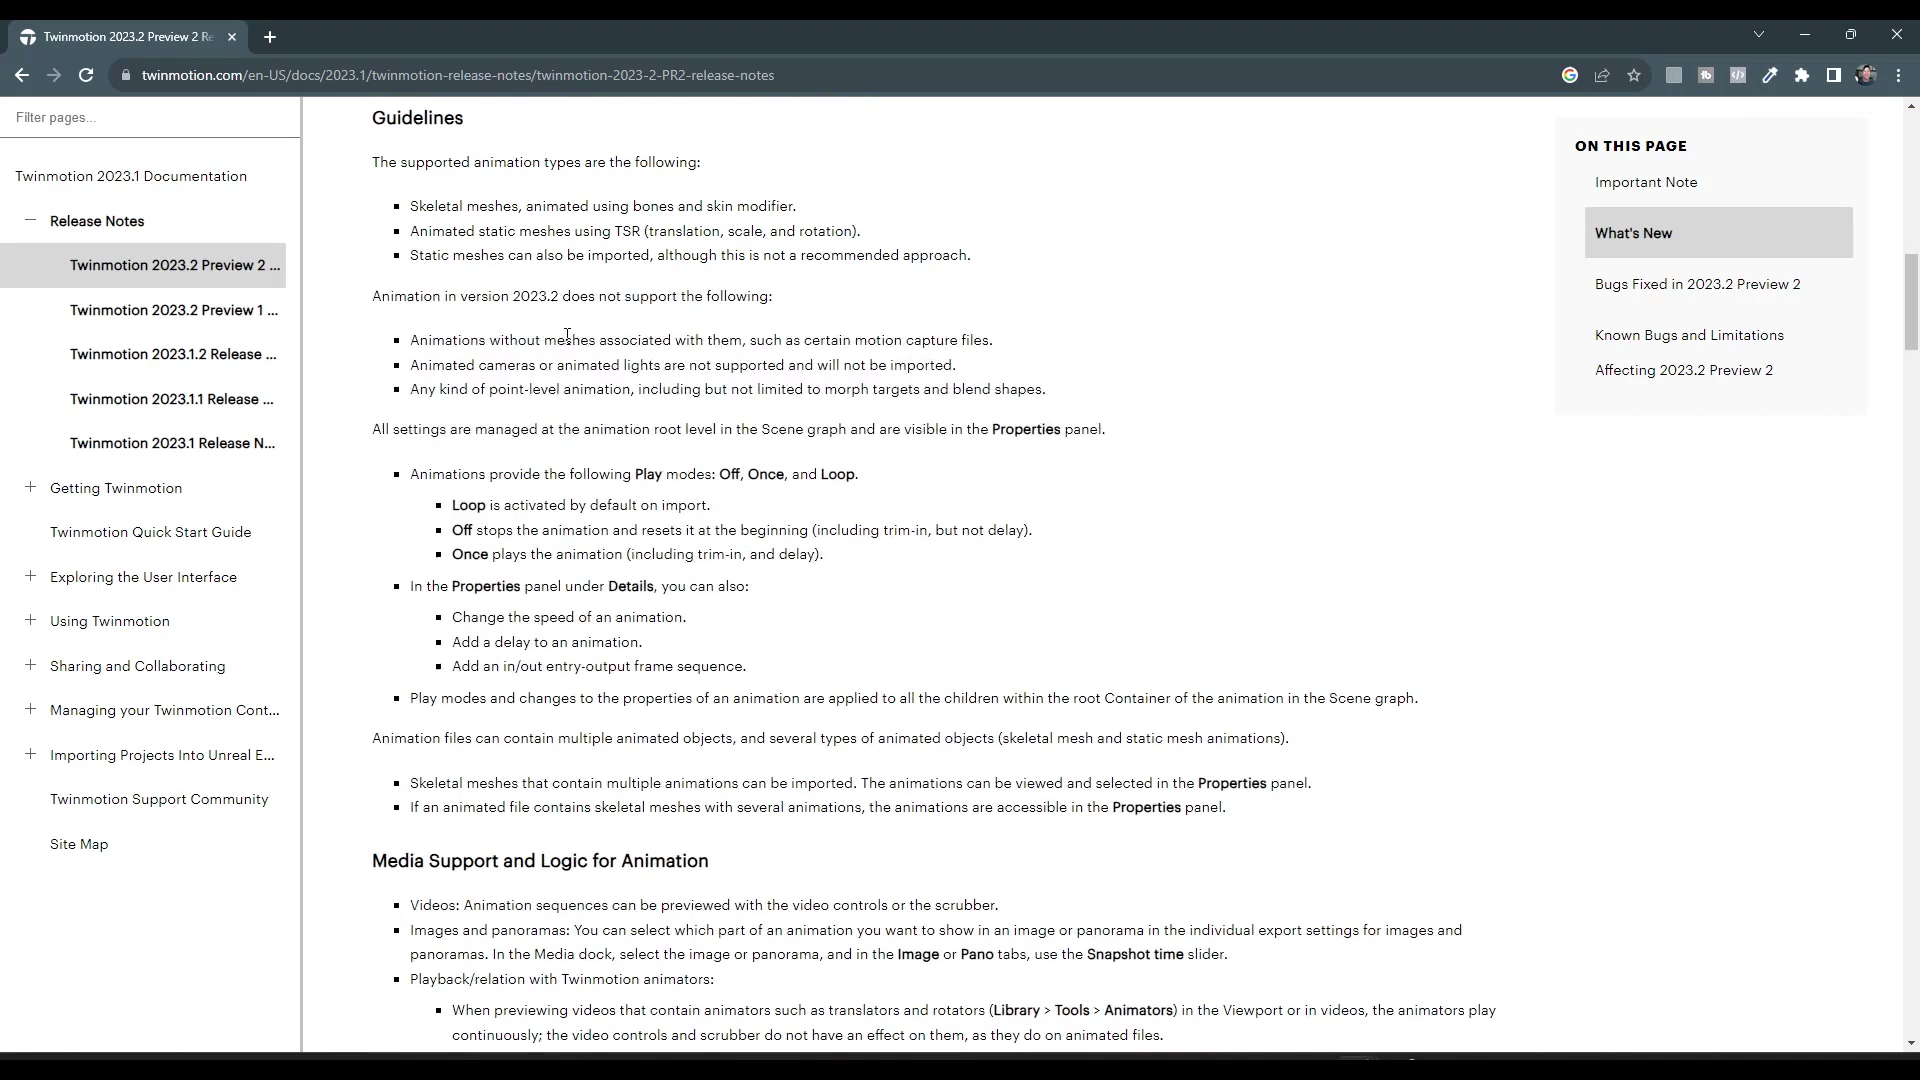 Twinmotion 2023.2 Preview 2 Re
twinmotion.com/en-US/docs/2023.1/twinmotion-release-notes/twinmotion-2023-2-PR2-release-notes
Filter pages...
Twinmotion 2023.1 Documentation
Release Notes
Twinmotion 2023.2 Preview 2 ...
Twinmotion 2023.2 Preview 1 ...
Twinmotion 2023.1.2 Release ...
Twinmotion 2023.1.1 Release ...
Twinmotion 2023.1 Release N...
Getting Twinmotion
Twinmotion Quick Start Guide
Exploring the User Interface
Using Twinmotion
Sharing and Collaborating
Managing your Twinmotion Cont...
Importing Projects Into Unreal E...
Twinmotion Support Community
Site Map
Guidelines
The supported animation types are the following:
Skeletal meshes, animated using bones and skin modifier.
Animated static meshes using TSR (translation, scale, and rotation).
Static meshes can also be imported, although this is not a recommended approach.
Animation in version 2023.2 does not support the following:
Animations without meshes associated with them, such as certain motion capture files.
Animated cameras or animated lights are not supported and will not be imported.
Any kind of point-level animation, including but not limited to morph targets and blend shapes.
All settings are managed at the animation root level in the Scene graph and are visible in the Properties panel.
Animations provide the following Play modes: Off, Once, and Loop.
Loop is activated by default on import.
Off stops the animation and resets it at the beginning (including trim-in, but not delay).
Once plays the animation (including trim-in, and delay).
In the Properties panel under Details, you can also:
Change the speed of an animation.
Add a delay to an animation.
Add an in/out entry-output frame sequence.
Play modes and changes to the properties of an animation are applied to all the children within the root Container of the animation in the Scene graph.
Animation files can contain multiple animated objects, and several types of animated objects (skeletal mesh and static mesh animations).
Skeletal meshes that contain multiple animations can be imported. The animations can be viewed and selected in the Properties panel.
If an animated file contains skeletal meshes with several animations, the animations are accessible in the Properties panel.
Media Support and Logic for Animation
Videos: Animation sequences can be previewed with the video controls or the scrubber.
Images and panoramas: You can select which part of an animation you want to show in an image or panorama in the individual export settings for images and
panoramas. In the Media dock, select the image or panorama, and in the Image or Pano tabs, use the Snapshot time slider.
Playback/relation with Twinmotion animators:
When previewing videos that contain animators such as translators and rotators (Library > Tools > Animators) in the Viewport or in videos, the animators play
continuously; the video controls and scrubber do not have an effect on them, as they do on animated files.
ON THIS PAGE
Important Note
What's New
Bugs Fixed in 2023.2 Preview 2
Known Bugs and Limitations
Affecting 2023.2 Preview 2